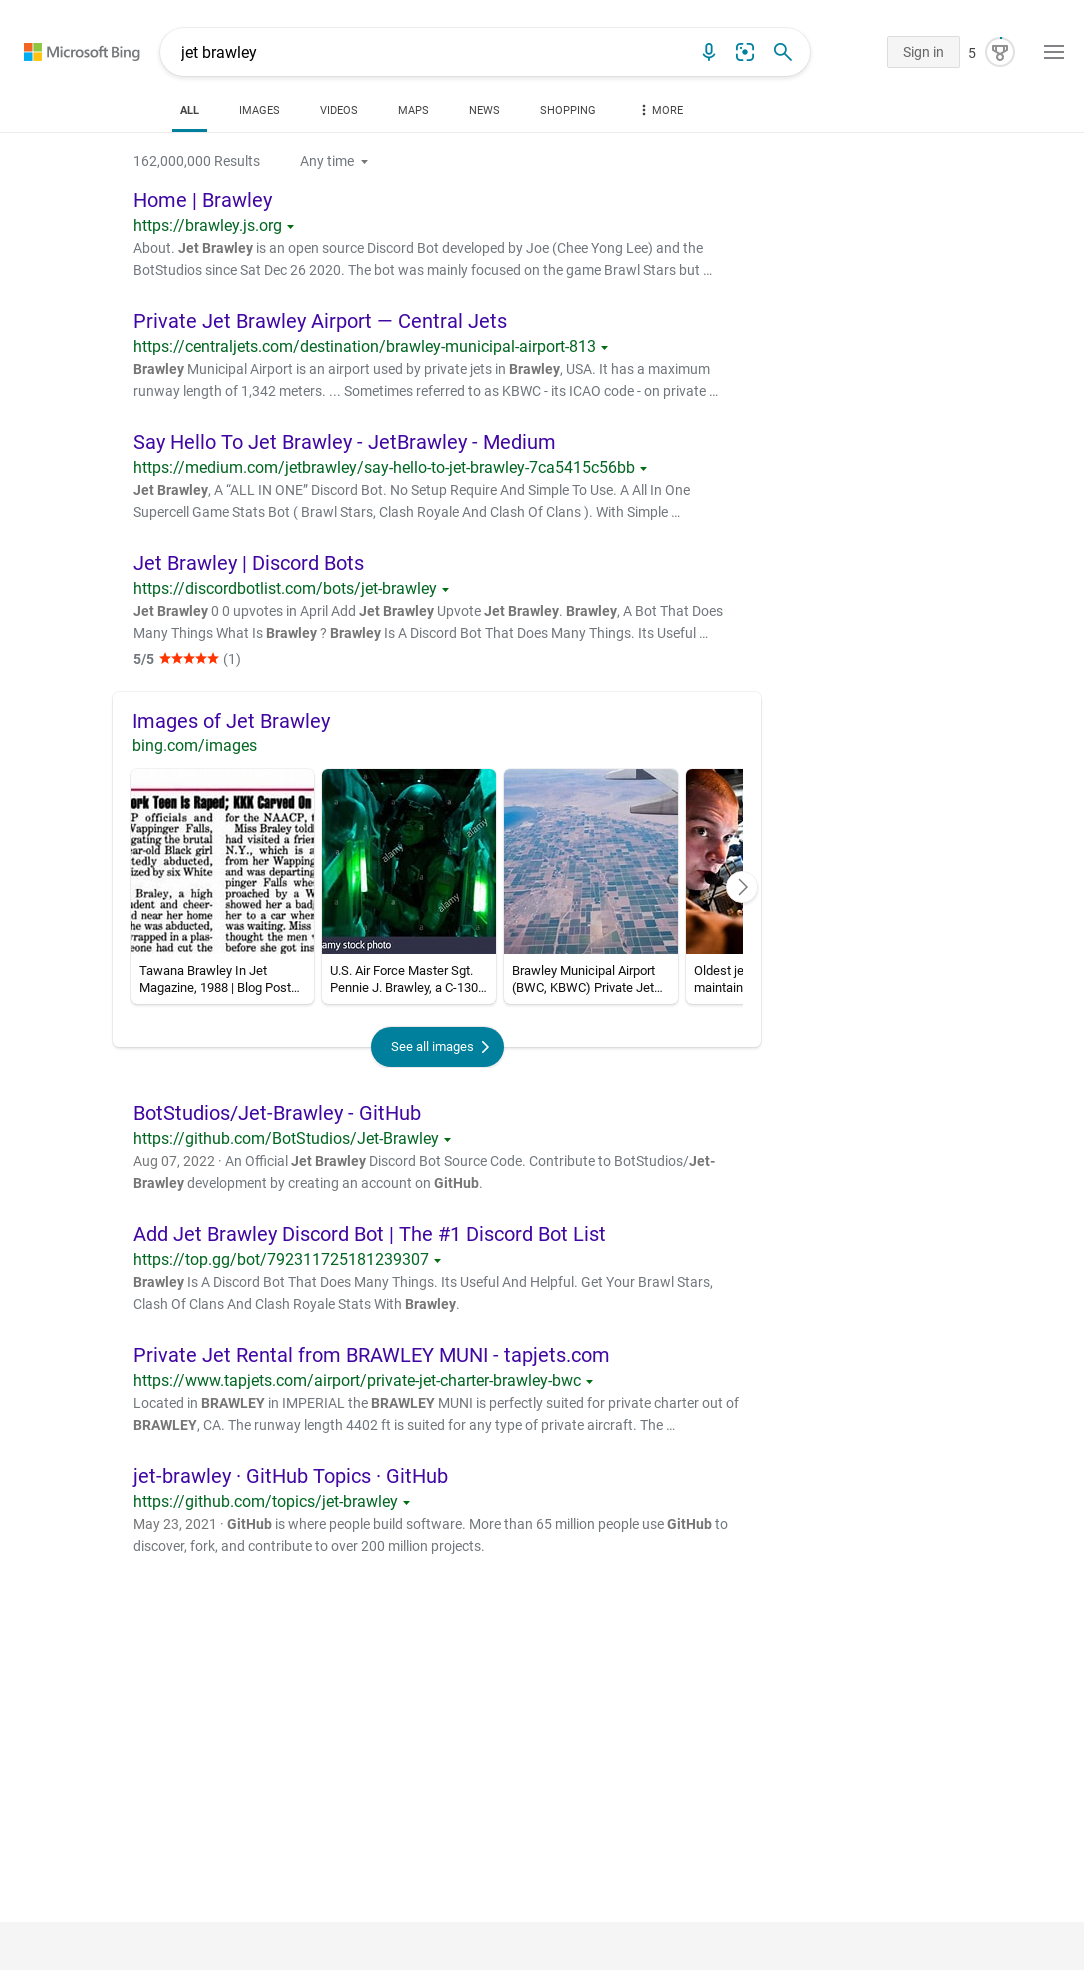 Microsoft Bing
jet brawley
Sign in
5
ALL
IMAGES
VIDEOS
MAPS
NEWS
SHOPPING
MORE
162,000,000 Results
Any time
Home | Brawley
https://brawley.js.org
About. Jet Brawley is an open source Discord Bot developed by Joe (Chee Yong Lee) and the
BotStudios since Sat Dec 26 2020. The bot was mainly focused on the game Brawl Stars but …
Private Jet Brawley Airport — Central Jets
https://centraljets.com/destination/brawley-municipal-airport-813
Brawley Municipal Airport is an airport used by private jets in Brawley, USA. It has a maximum
runway length of 1,342 meters. ... Sometimes referred to as KBWC - its ICAO code - on private …
Say Hello To Jet Brawley - JetBrawley - Medium
https://medium.com/jetbrawley/say-hello-to-jet-brawley-7ca5415c56bb
Jet Brawley, A “ALL IN ONE” Discord Bot. No Setup Require And Simple To Use. A All In One
Supercell Game Stats Bot ( Brawl Stars, Clash Royale And Clash Of Clans ). With Simple …
Jet Brawley | Discord Bots
https://discordbotlist.com/bots/jet-brawley
Jet Brawley 0 0 upvotes in April Add Jet Brawley Upvote Jet Brawley. Brawley, A Bot That Does
Many Things What Is Brawley ? Brawley Is A Discord Bot That Does Many Things. Its Useful …
5/5 ★★★★★ (1)
Images of Jet Brawley
bing.com/images
ork Teen Is Raped; KKK Carved On
P officials and
Wappinger Falls,
gating the brutal
ear-old Black girl
tedly abducted,
ized by six White
Braley, a high
dent and cheer-
d near her home
he was abducted,
rapped in a plas-
eone had cut the
for the NAACP, t
Miss Braley told
had visited a frie
N.Y., which is a
from her Wapping
and was departing
pinger Falls whe
proached by a W
showed her a bad
her to a car wher
was waiting. Miss
thought the men w
before she got ins
alamy
alamy
alamy
amy stock photo
Tawana Brawley In Jet
Magazine, 1988 | Blog Post…
U.S. Air Force Master Sgt.
Pennie J. Brawley, a C-130…
Brawley Municipal Airport
(BWC, KBWC) Private Jet…
Oldest je
maintain
See all images
BotStudios/Jet-Brawley - GitHub
https://github.com/BotStudios/Jet-Brawley
Aug 07, 2022 · An Official Jet Brawley Discord Bot Source Code. Contribute to BotStudios/Jet-
Brawley development by creating an account on GitHub.
Add Jet Brawley Discord Bot | The #1 Discord Bot List
https://top.gg/bot/792311725181239307
Brawley Is A Discord Bot That Does Many Things. Its Useful And Helpful. Get Your Brawl Stars,
Clash Of Clans And Clash Royale Stats With Brawley.
Private Jet Rental from BRAWLEY MUNI - tapjets.com
https://www.tapjets.com/airport/private-jet-charter-brawley-bwc
Located in BRAWLEY in IMPERIAL the BRAWLEY MUNI is perfectly suited for private charter out of
BRAWLEY, CA. The runway length 4402 ft is suited for any type of private aircraft. The …
jet-brawley · GitHub Topics · GitHub
https://github.com/topics/jet-brawley
May 23, 2021 · GitHub is where people build software. More than 65 million people use GitHub to
discover, fork, and contribute to over 200 million projects.